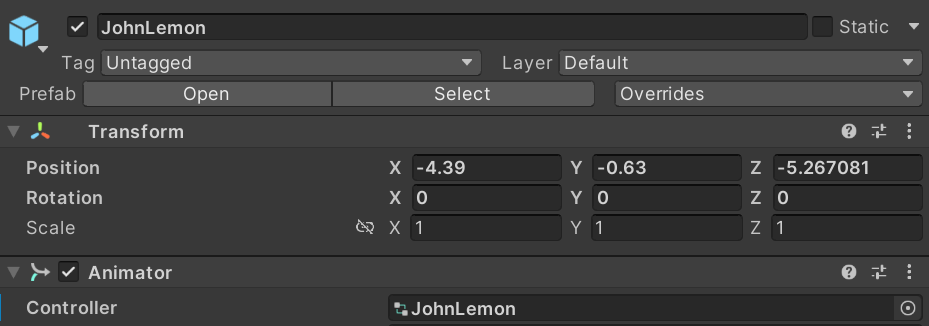 JohnLemon Static
Tag Untagged Layer Default
Prefab Open Select Overrides
Transform
Position X -4.39 Y -0.63 Z -5.267081
Rotation X 0 Y 0 Z 0
Scale X 1 Y 1 Z 1
Animator
Controller JohnLemon